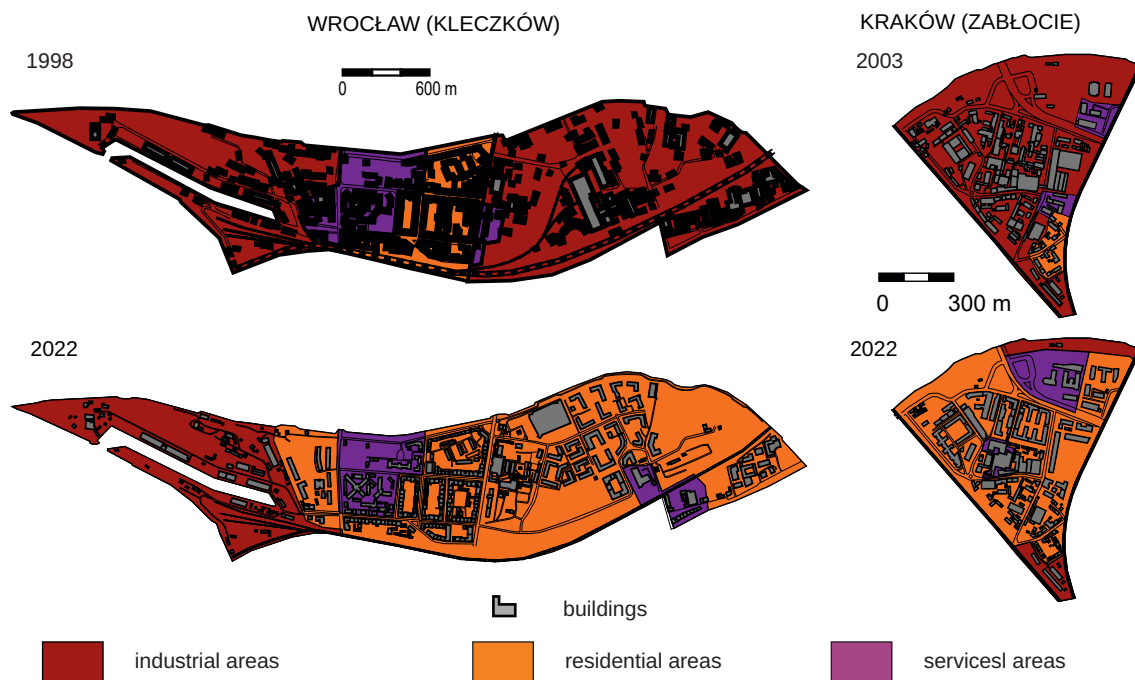 WROCŁAW (KLECZKÓW)
KRAKÓW (ZABŁOCIE)
1998
2003
0 600 m
0 300 m
2022
2022
buildings
industrial areas
residential areas
servicesl areas